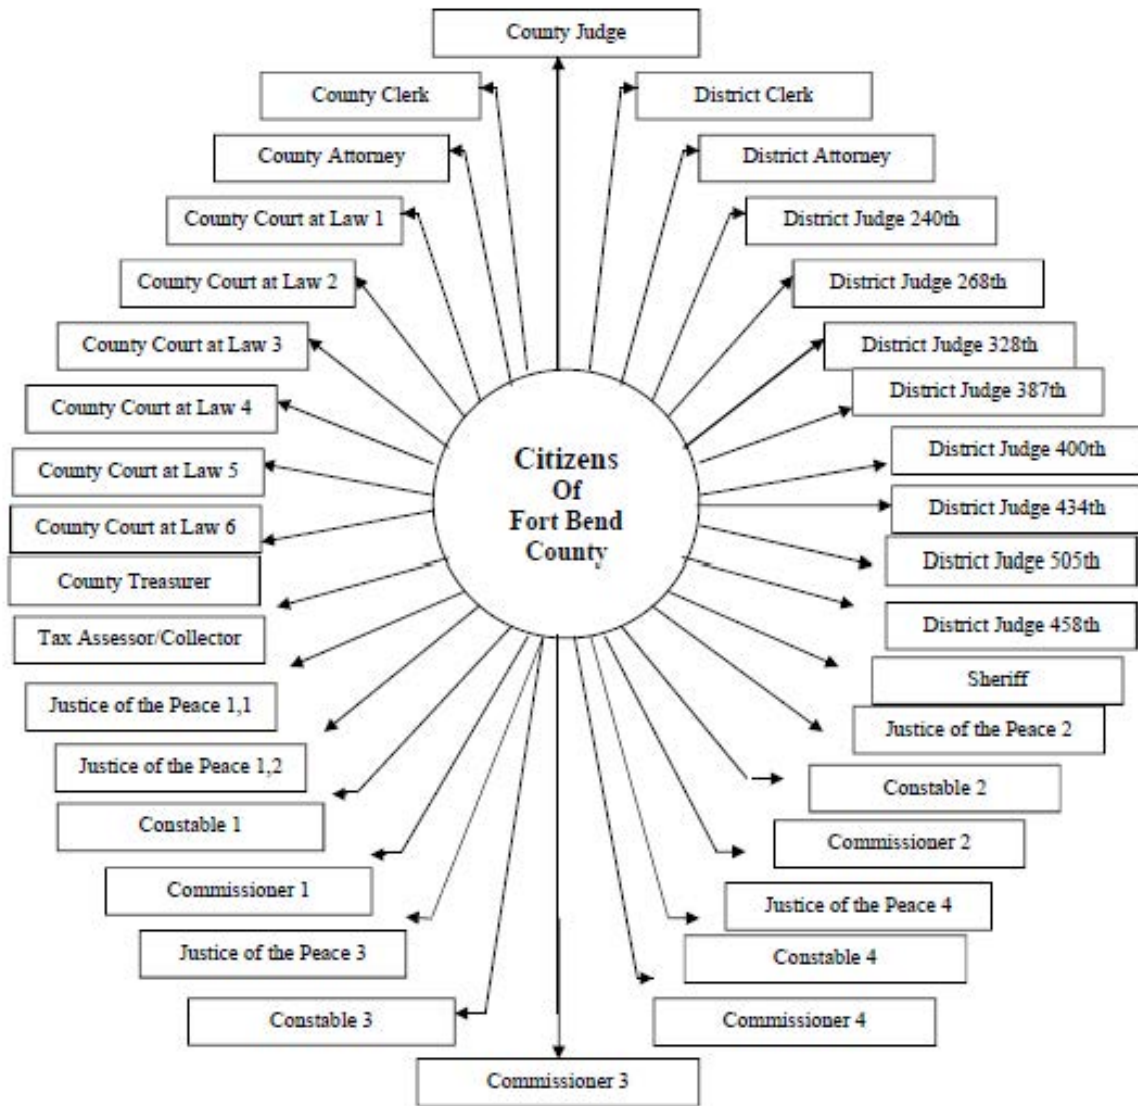 County Judge
County Clerk
District Clerk
County Attorney
District Attorney
County Court at Law 1
District Judge 240th
County Court at Law 2
District Judge 268th
County Court at Law 3
District Judge 328th
District Judge 387th
County Court at Law 4
District Judge 400th
County Court at Law 5
District Judge 434th
County Court at Law 6
District Judge 505th
County Treasurer
District Judge 458th
Tax Assessor/Collector
Sheriff
Justice of the Peace 1,1
Justice of the Peace 2
Justice of the Peace 1,2
Constable 2
Constable 1
Commissioner 2
Commissioner 1
Justice of the Peace 4
Justice of the Peace 3
Constable 4
Constable 3
Commissioner 4
Commissioner 3
Citizens
Of
Fort Bend
County